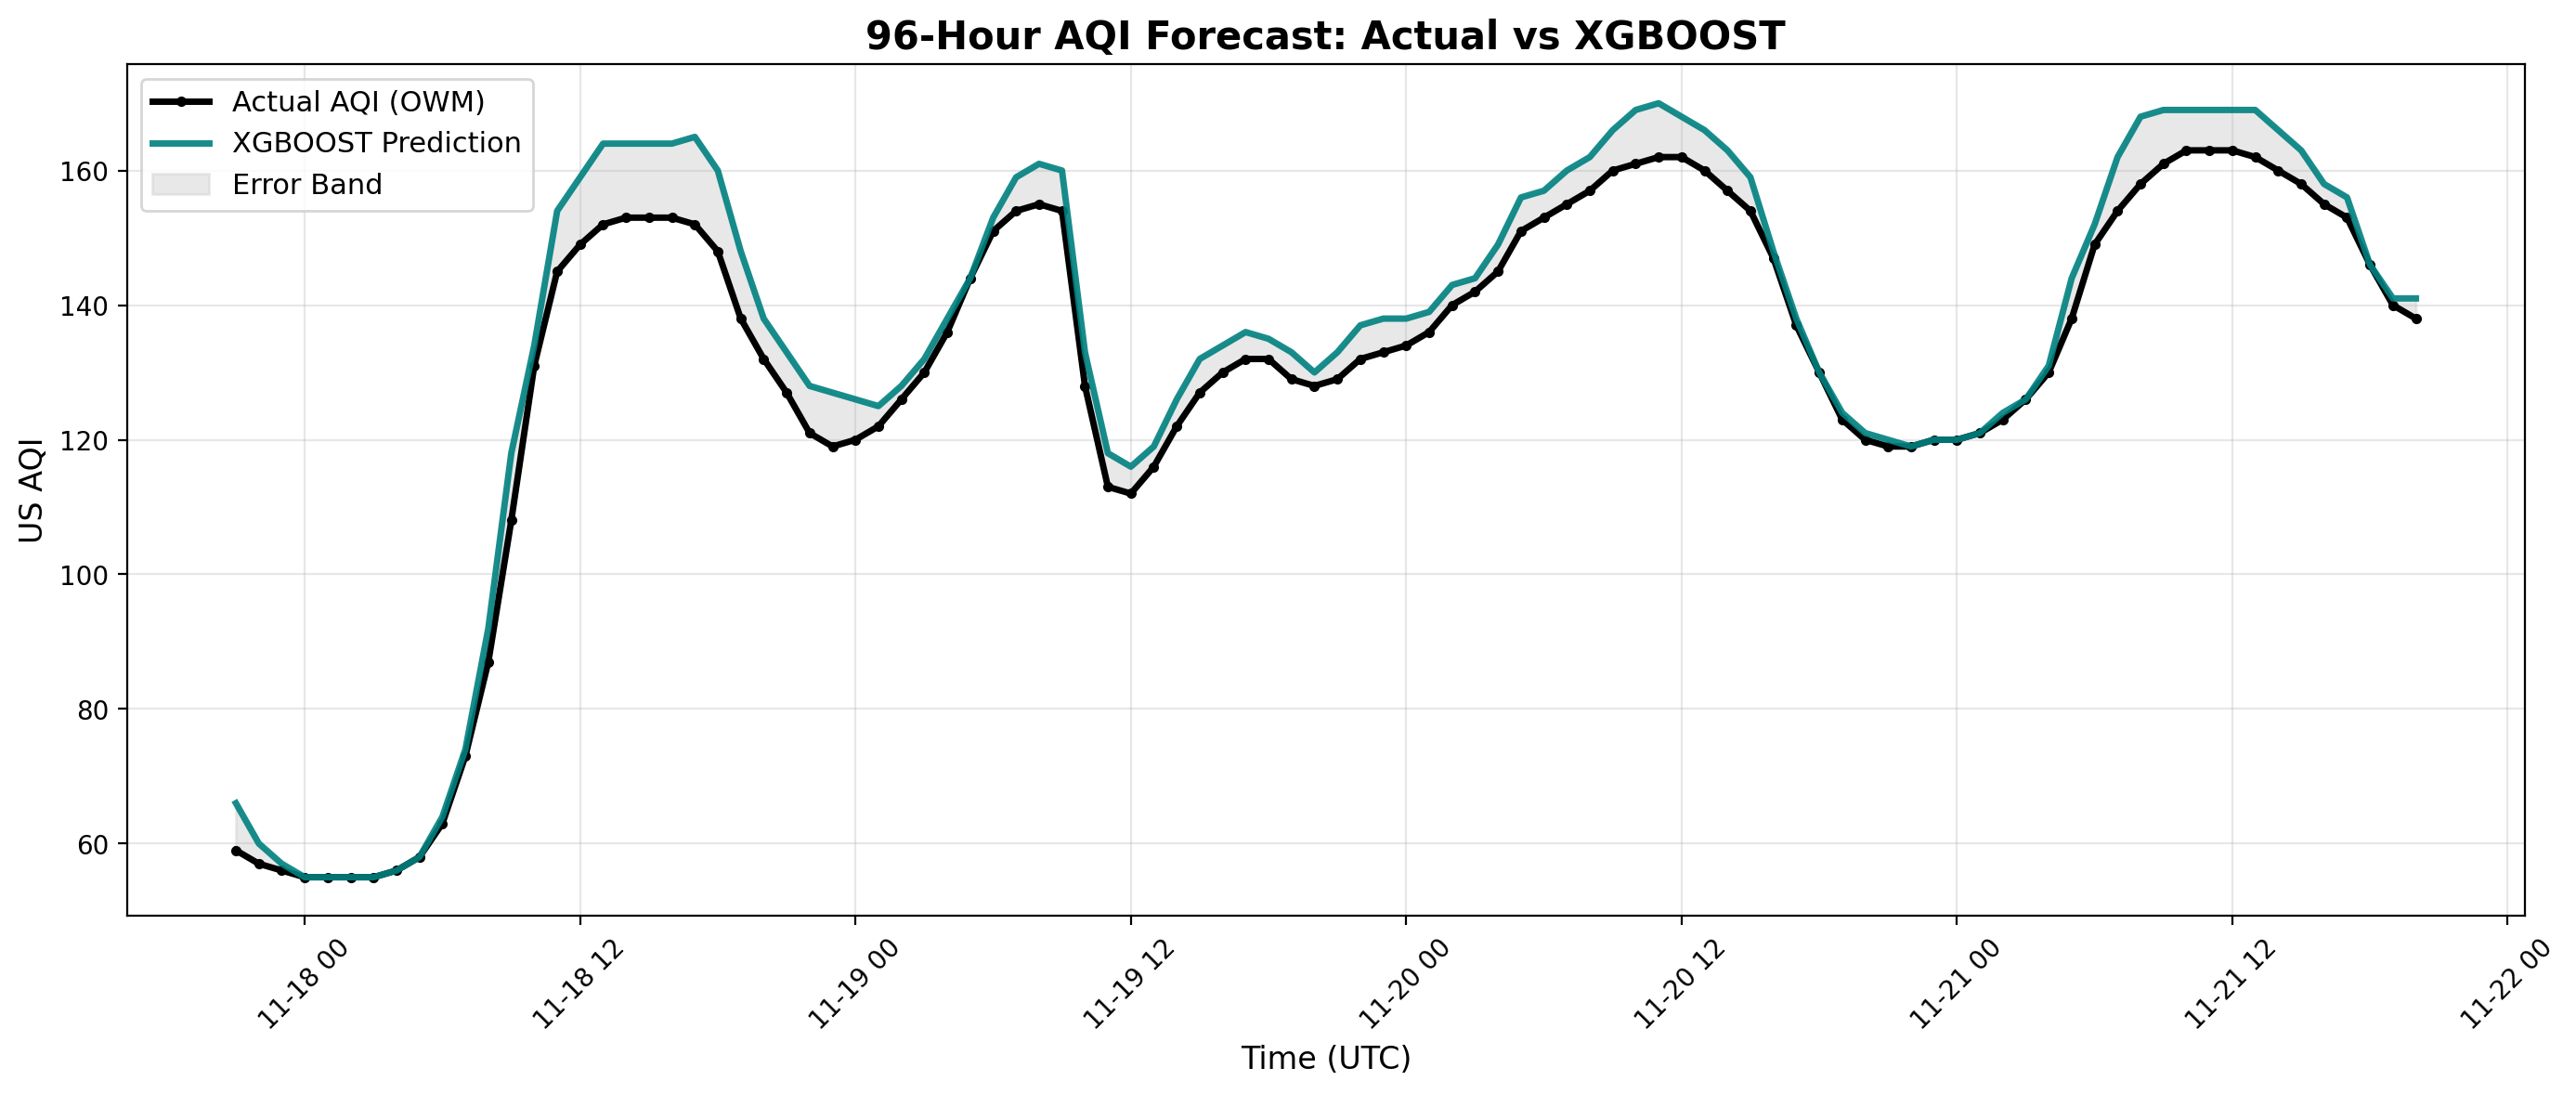 96-Hour AQI Forecast: Actual vs XGBOOST
Actual AQI (OWM)
XGBOOST Prediction
Error Band
US AQI
160
140
120
100
80
60
11-18 00
11-18 12
11-19 00
11-19 12
11-20 00
11-20 12
11-21 00
11-21 12
11-22 00
Time (UTC)